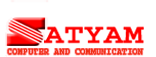 SATYAM
COMPUTER AND COMMUNICATION